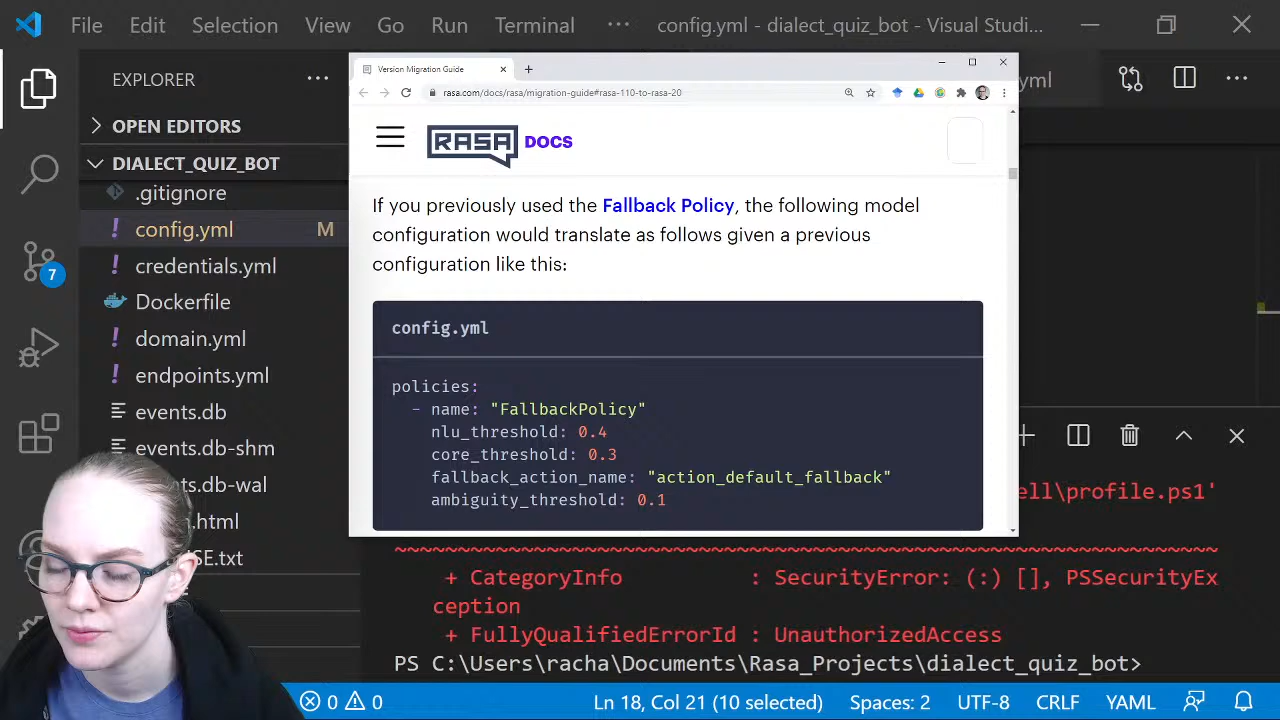 File Edit Selection View Go Run Terminal ··· config.yml - dialect_quiz_bot - Visual Studi...
EXPLORER ···
OPEN EDITORS
DIALECT_QUIZ_BOT
.gitignore
config.yml M
credentials.yml
Dockerfile
domain.yml
endpoints.yml
events.db
events.db-shm
-wal
.html
SE.txt
7
yml
Version Migration Guide
rasa.com/docs/rasa/migration-guide#rasa-110-to-rasa-20
RASA DOCS
If you previously used the Fallback Policy, the following model
configuration would translate as follows given a previous
configuration like this:
config.yml
policies:
- name: "FallbackPolicy"
nlu_threshold: 0.4
core_threshold: 0.3
fallback_action_name: "action_default_fallback"
ambiguity_threshold: 0.1
ell\profile.ps1'
~~~~~~~~~~~~~~~~~~~~~~~~~~~~~~~~~~~~~~~~~~~~~~~~~~~~~~~~~~~~
+ CategoryInfo : SecurityError: (:) [], PSSecurityEx
ception
+ FullyQualifiedErrorId : UnauthorizedAccess
PS C:\Users\racha\Documents\Rasa_Projects\dialect_quiz_bot>
0 0 Ln 18, Col 21 (10 selected) Spaces: 2 UTF-8 CRLF YAML